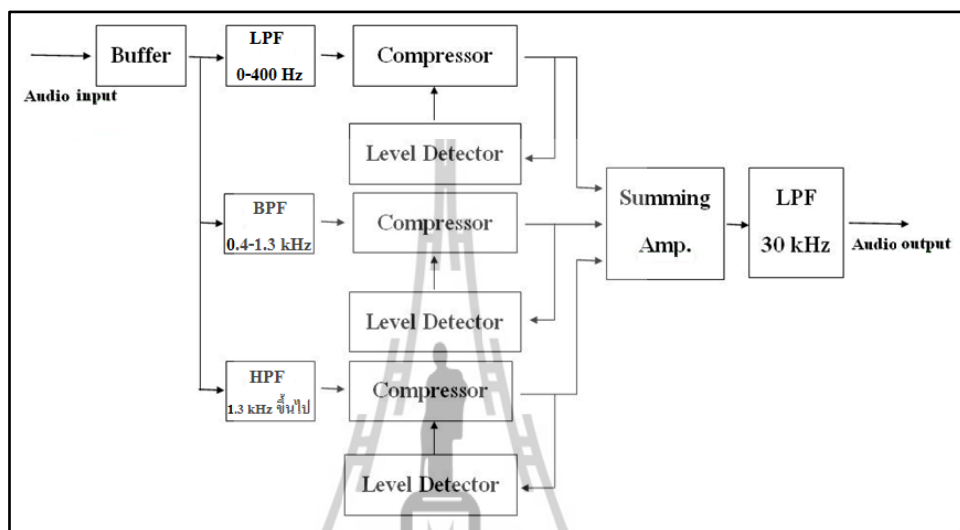 Audio input
Buffer
LPF
0-400 Hz
Compressor
Level Detector
BPF
0.4-1.3 kHz
Compressor
Level Detector
HPF
1.3 kHz ขึ้นไป
Compressor
Level Detector
Summing
Amp.
LPF
30 kHz
Audio output